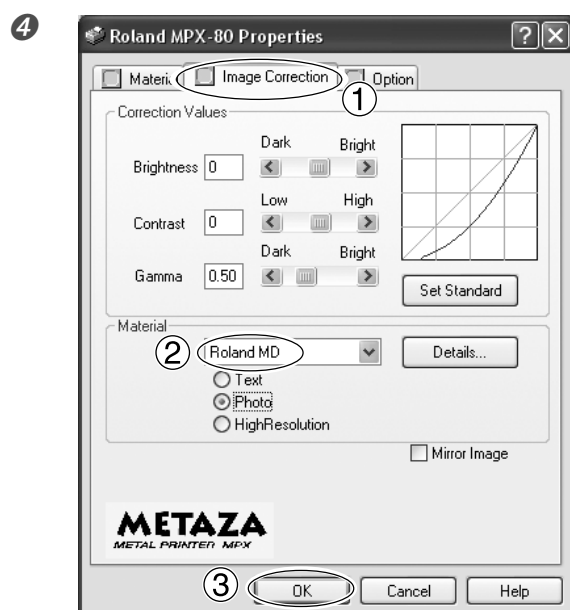 4
Roland MPX-80 Properties
Materi Image Correction Option
1
Correction Values
Dark Bright
Brightness 0
Low High
Contrast 0
Dark Bright
Gamma 0.50
Set Standard
Material
2 Roland MD Details...
Text
Photo
HighResolution
Mirror Image
METAZA
METAL PRINTER MPX
3 OK Cancel Help